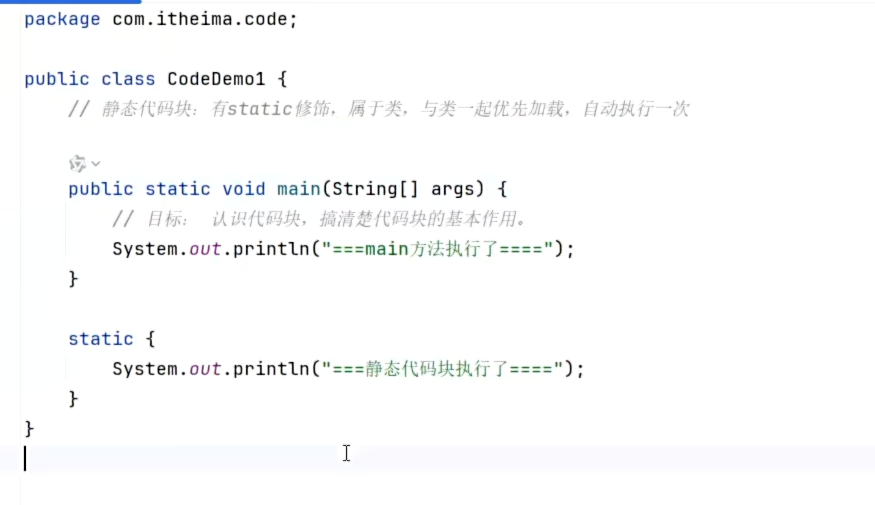 package com.itheima.code;
public class CodeDemo1 {
// 静态代码块：有static修饰，属于类，与类一起优先加载，自动执行一次
public static void main(String[] args) {
// 目标： 认识代码块，搞清楚代码块的基本作用。
System.out.println("===main方法执行了====");
}
static {
System.out.println("===静态代码块执行了====");
}
}